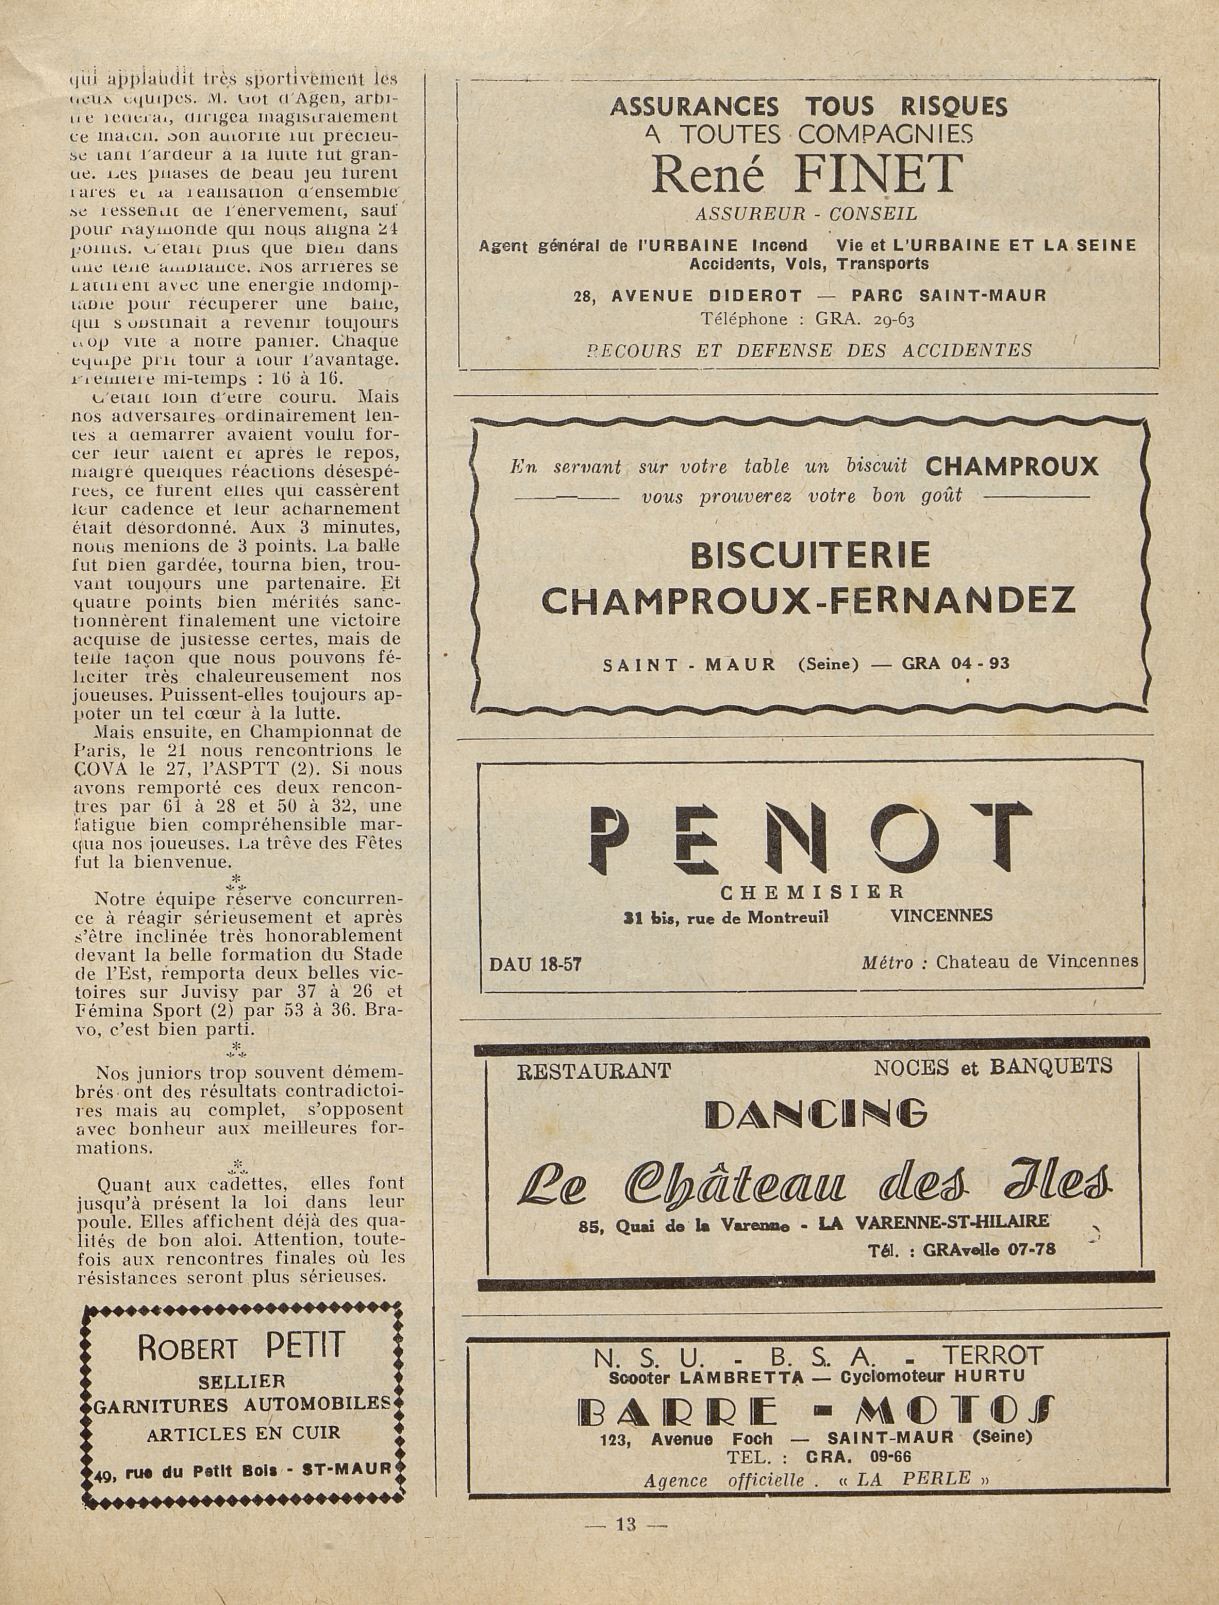 qui applaudit très sportivement les
deux équipes. M. Got d'Agen, arbi-
tre fédéral, dirigea magistralement
ce match. Son autorité fut précieu-
se tant l'ardeur à la lutte fut gran-
de. Les phases de beau jeu furent
rares et la réalisation d'ensemble
se ressentit de l'énervement, sauf
pour Raymonde qui nous aligna 24
points. C'était plus que bien dans
une telle ambiance. Nos arrières se
battirent avec une énergie indomp-
table pour récupérer une balle,
qui s'obstinait à revenir toujours
trop vite à notre panier. Chaque
équipe prit tour à tour l'avantage.
Première mi-temps : 16 à 16.
C'était loin d'être couru. Mais
nos adversaires ordinairement len-
tes à démarrer avaient voulu for-
cer leur talent et après le repos,
malgré quelques réactions désespé-
rées, ce furent elles qui cassèrent
leur cadence et leur acharnement
était désordonné. Aux 3 minutes,
nous menions de 3 points. La balle
fut bien gardée, tourna bien, trou-
vant toujours une partenaire. Et
quatre points bien mérités sanc-
tionnèrent finalement une victoire
acquise de justesse certes, mais de
telle façon que nous pouvons fé-
liciter très chaleureusement nos
joueuses. Puissent-elles toujours ap-
poter un tel cœur à la lutte.
Mais ensuite, en Championnat de
Paris, le 21 nous rencontrions le
COVA le 27, l'ASPTT (2). Si nous
avons remporté ces deux rencon-
tres par 61 à 28 et 50 à 32, une
fatigue bien compréhensible mar-
qua nos joueuses. La trêve des Fêtes
fut la bienvenue.
***
Notre équipe réserve concurren-
ce à réagir sérieusement et après
s'être inclinée très honorablement
devant la belle formation du Stade
de l'Est, remporta deux belles vic-
toires sur Juvisy par 37 à 26 et
Fémina Sport (2) par 53 à 36. Bra-
vo, c'est bien parti.
***
Nos juniors trop souvent démem-
brés ont des résultats contradictoi-
res mais au complet, s'opposent
avec bonheur aux meilleures for-
mations.
***
Quant aux cadettes, elles font
jusqu'à présent la loi dans leur
poule. Elles affichent déjà des qua-
lités de bon aloi. Attention, toute-
fois aux rencontres finales où les
résistances seront plus sérieuses.
ROBERT PETIT
SELLIER
GARNITURES AUTOMOBILES
ARTICLES EN CUIR
49, rue du Petit Bois - ST-MAUR
ASSURANCES TOUS RISQUES
A TOUTES COMPAGNIES
René FINET
ASSUREUR - CONSEIL
Agent général de l'URBAINE Incend Vie et L'URBAINE ET LA SEINE
Accidents, Vols, Transports
28, AVENUE DIDEROT — PARC SAINT-MAUR
Téléphone : GRA. 29-63
RECOURS ET DEFENSE DES ACCIDENTES
En servant sur votre table un biscuit CHAMPROUX
vous prouverez votre bon goût
BISCUITERIE
CHAMPROUX-FERNANDEZ
SAINT - MAUR (Seine) — GRA 04 - 93
PENOT
CHEMISIER
31 bis, rue de Montreuil VINCENNES
DAU 18-57 Métro : Chateau de Vincennes
RESTAURANT NOCES et BANQUETS
DANCING
Le Château des Iles
85, Quai de la Varenne - LA VARENNE-ST-HILAIRE
Tél. : GRAvelle 07-78
N. S. U. - B. S. A. - TERROT
Scooter LAMBRETTA — Cyclomoteur HURTU
BARRE - MOTOS
123, Avenue Foch — SAINT-MAUR (Seine)
TEL. : GRA. 09-66
Agence officielle . « LA PERLE »
— 13 —